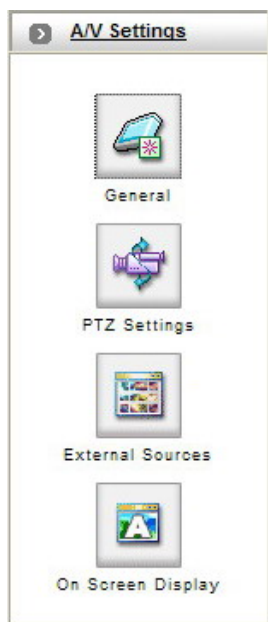 A/V Settings
General
PTZ Settings
External Sources
On Screen Display